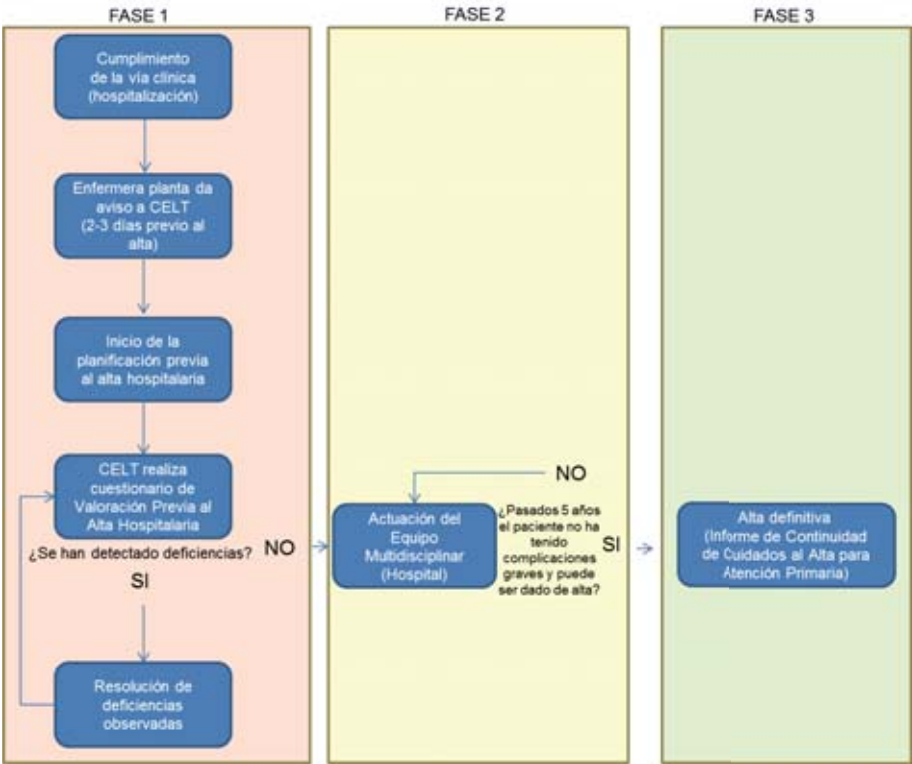 FASE 1
Cumplimiento
de la vía clínica
(hospitalización)
Enfermera planta da
aviso a CELT
(2-3 días previo al
alta)
Inicio de la
planificación previa
al alta hospitalaria
CELT realiza
cuestionario de
Valoración Previa al
Alta Hospitalaria
¿Se han detectado deficiencias?
NO
SI
Resolución de
deficiencias
observadas
FASE 2
NO
Actuación del
Equipo
Multidisciplinar
(Hospital)
¿Pasados 5 años
el paciente no ha
tenido
complicaciones
graves y puede
ser dado de alta?
SI
FASE 3
Alta definitiva
(Informe de Continuidad
de Cuidados al Alta para
Atención Primaria)